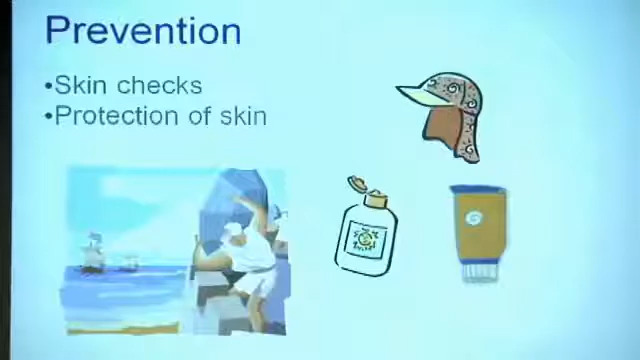 Prevention
•Skin checks
•Protection of skin